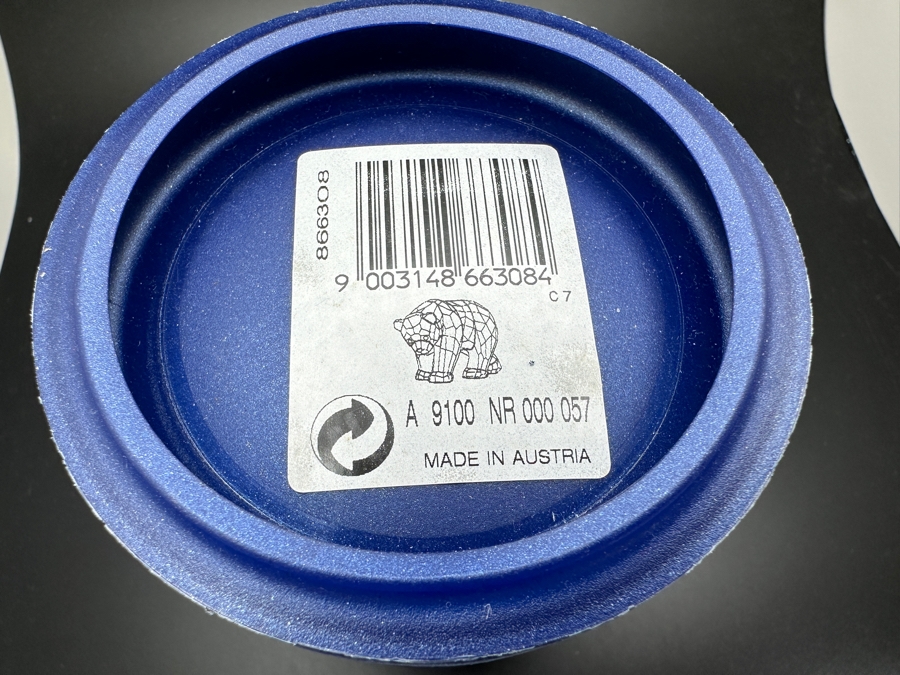 866308
9 003148 663084
C7
A 9100 NR 000 057
MADE IN AUSTRIA